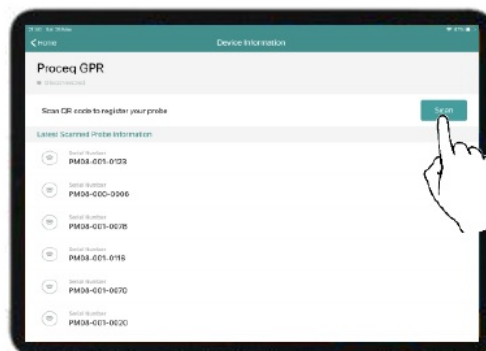 Home
Device Information
Proceq GPR
Scan QR code to register your probe
Scan
Latest Scanned Probe Information
Serial Number
PM08-001-0123
Serial Number
PM08-000-0006
Serial Number
PM08-001-0078
Serial Number
PM08-001-0116
Serial Number
PM08-001-0070
Serial Number
PM08-001-0020